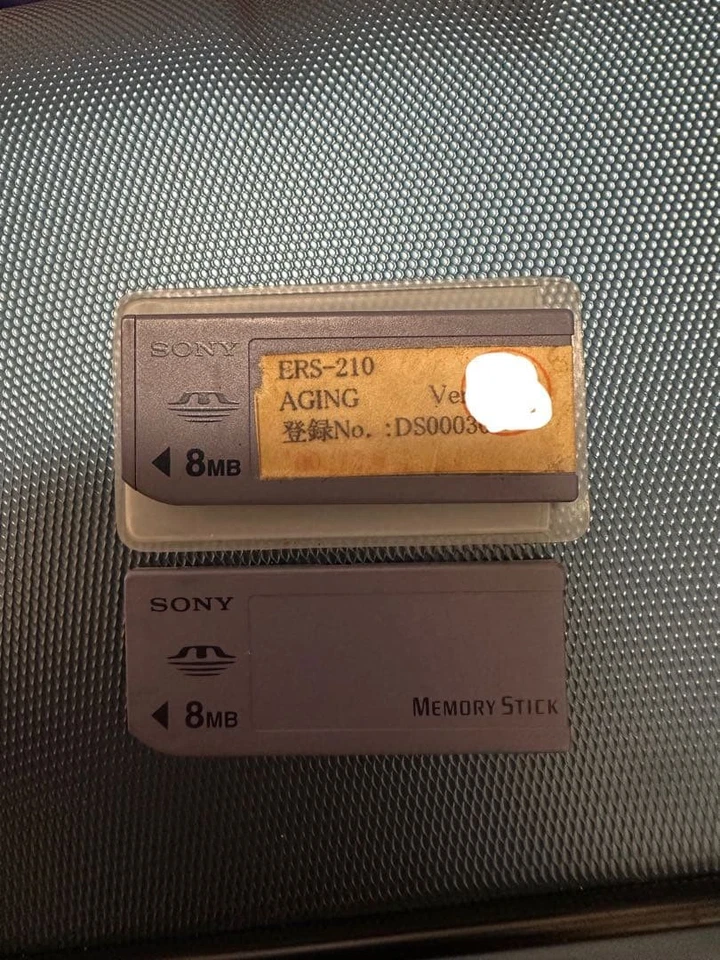 SONY
ERS-210
AGING
登録No. :DS0003
8MB
SONY
8MB
MEMORY STICK